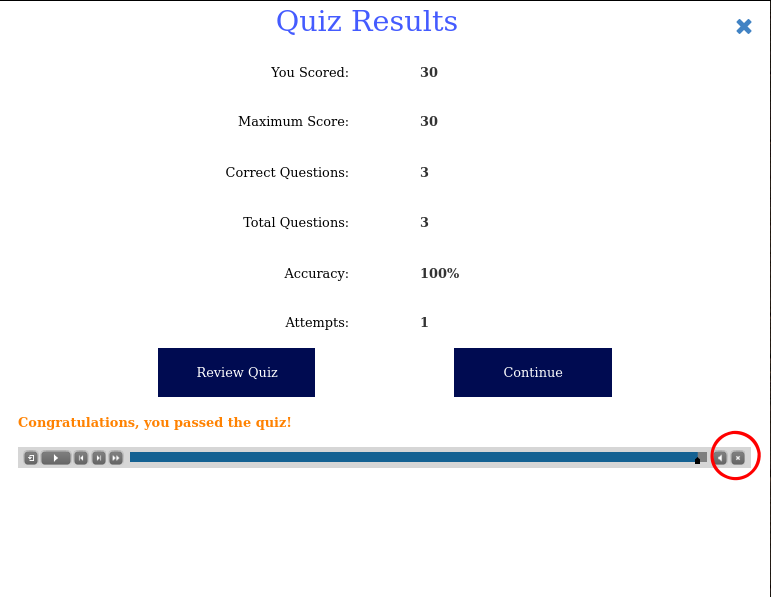 Quiz Results
You Scored: 30
Maximum Score: 30
Correct Questions: 3
Total Questions: 3
Accuracy: 100%
Attempts: 1
Review Quiz Continue
Congratulations, you passed the quiz!